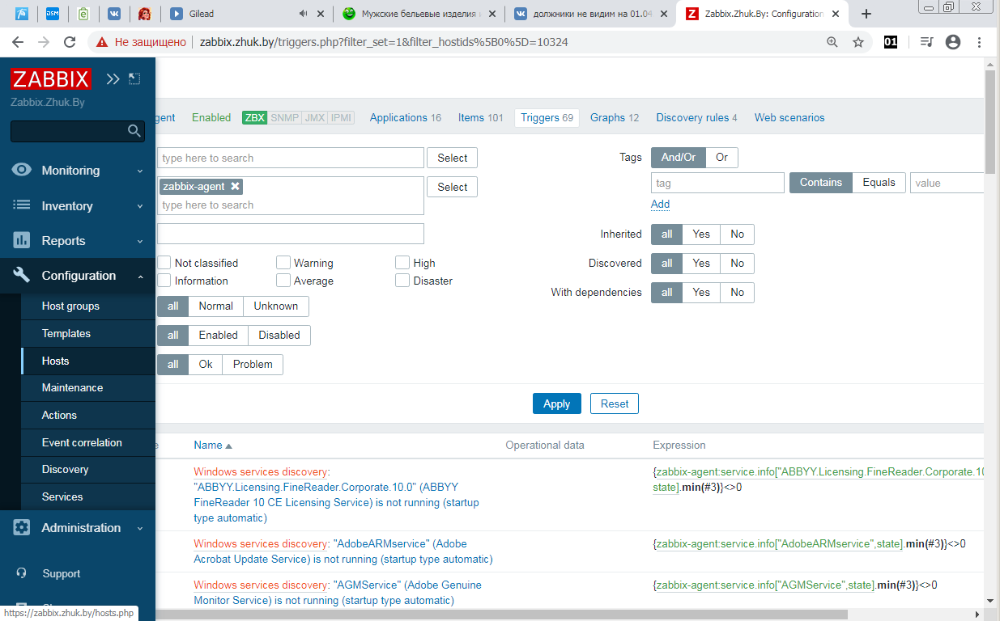 DSM
Gilead
Мужские бельевые изделия
должники не видим на 01.04
Zabbix.Zhuk.By: Configuration
Не защищено
zabbix.zhuk.by/triggers.php?filter_set=1&filter_hostids%5B0%5D=10324
01
ZABBIX
Zabbix.Zhuk.By
Monitoring
Inventory
Reports
Configuration
Host groups
Templates
Hosts
Maintenance
Actions
Event correlation
Discovery
Services
Administration
Support
https://zabbix.zhuk.by/hosts.php
gent Enabled ZBX SNMP JMX IPMI Applications 16 Items 101 Triggers 69 Graphs 12 Discovery rules 4 Web scenarios
type here to search Select
zabbix-agent
type here to search Select
Not classified Warning High
Information Average Disaster
all Normal Unknown
all Enabled Disabled
all Ok Problem
Tags And/Or Or
tag Contains Equals value
Add
Inherited all Yes No
Discovered all Yes No
With dependencies all Yes No
Apply Reset
e Name Operational data Expression
Windows services discovery:
"ABBYY.Licensing.FineReader.Corporate.10.0" (ABBYY
FineReader 10 CE Licensing Service) is not running (startup
type automatic)
{zabbix-agent:service.info["ABBYY.Licensing.FineReader.Corporate.10
state].min(#3)}<>0
Windows services discovery: "AdobeARMservice" (Adobe
Acrobat Update Service) is not running (startup type automatic)
{zabbix-agent:service.info["AdobeARMservice",state].min(#3)}<>0
Windows services discovery: "AGMService" (Adobe Genuine
Monitor Service) is not running (startup type automatic)
{zabbix-agent:service.info["AGMService",state].min(#3)}<>0